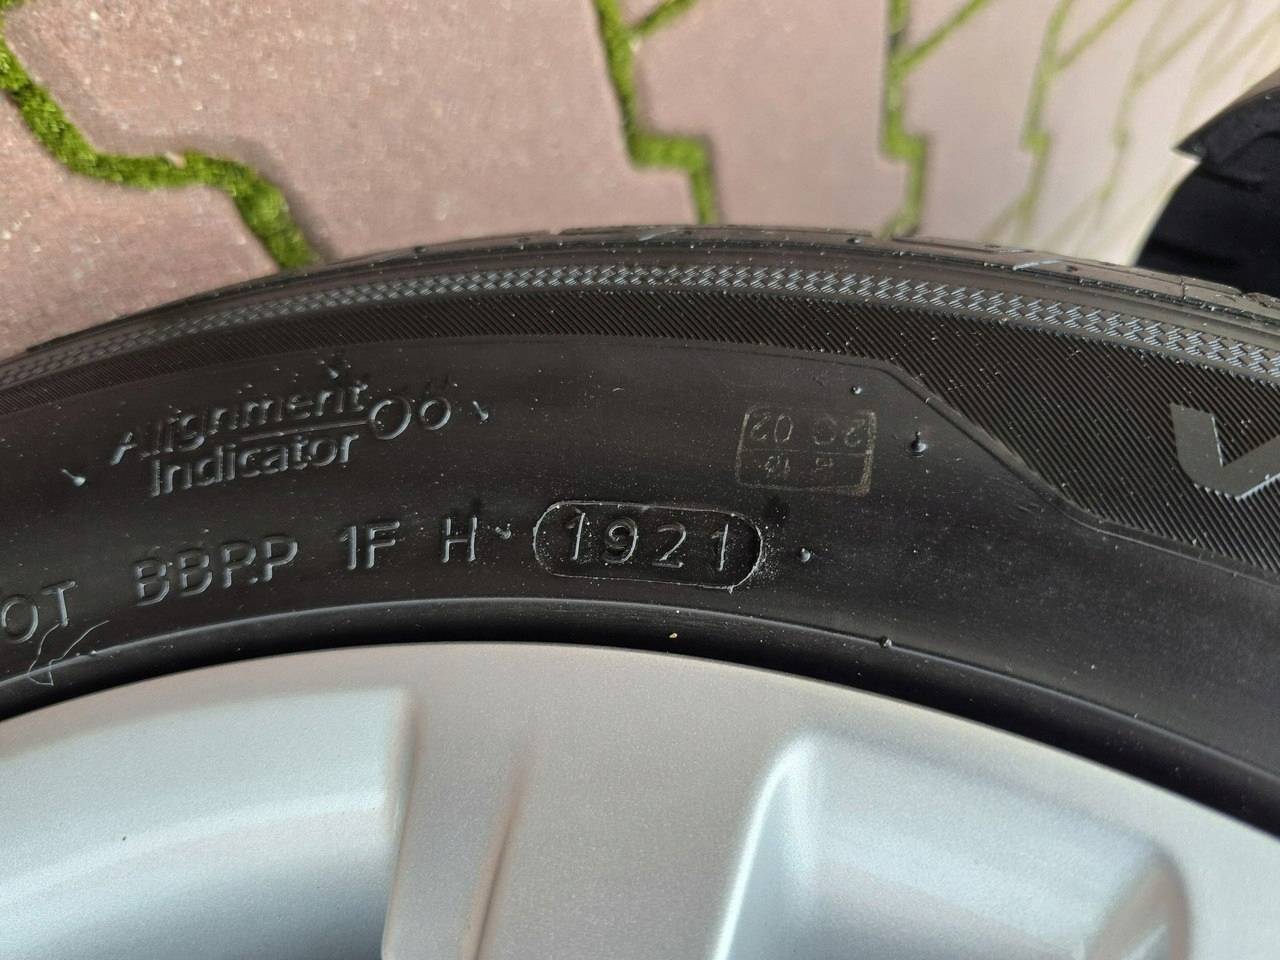 Alignment
Indicator
OT BBRP 1F H 1921